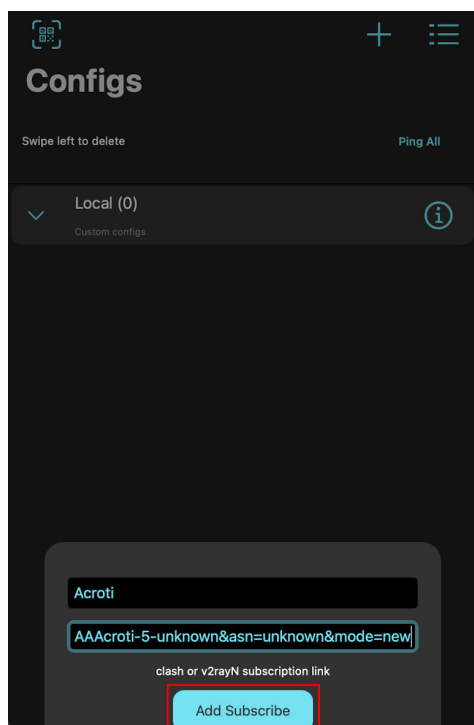 Configs
Swipe left to delete
Ping All
Local (0)
Custom configs
Acroti
AAAcroti-5-unknown&asn=unknown&mode=new
clash or v2rayN subscription link
Add Subscribe